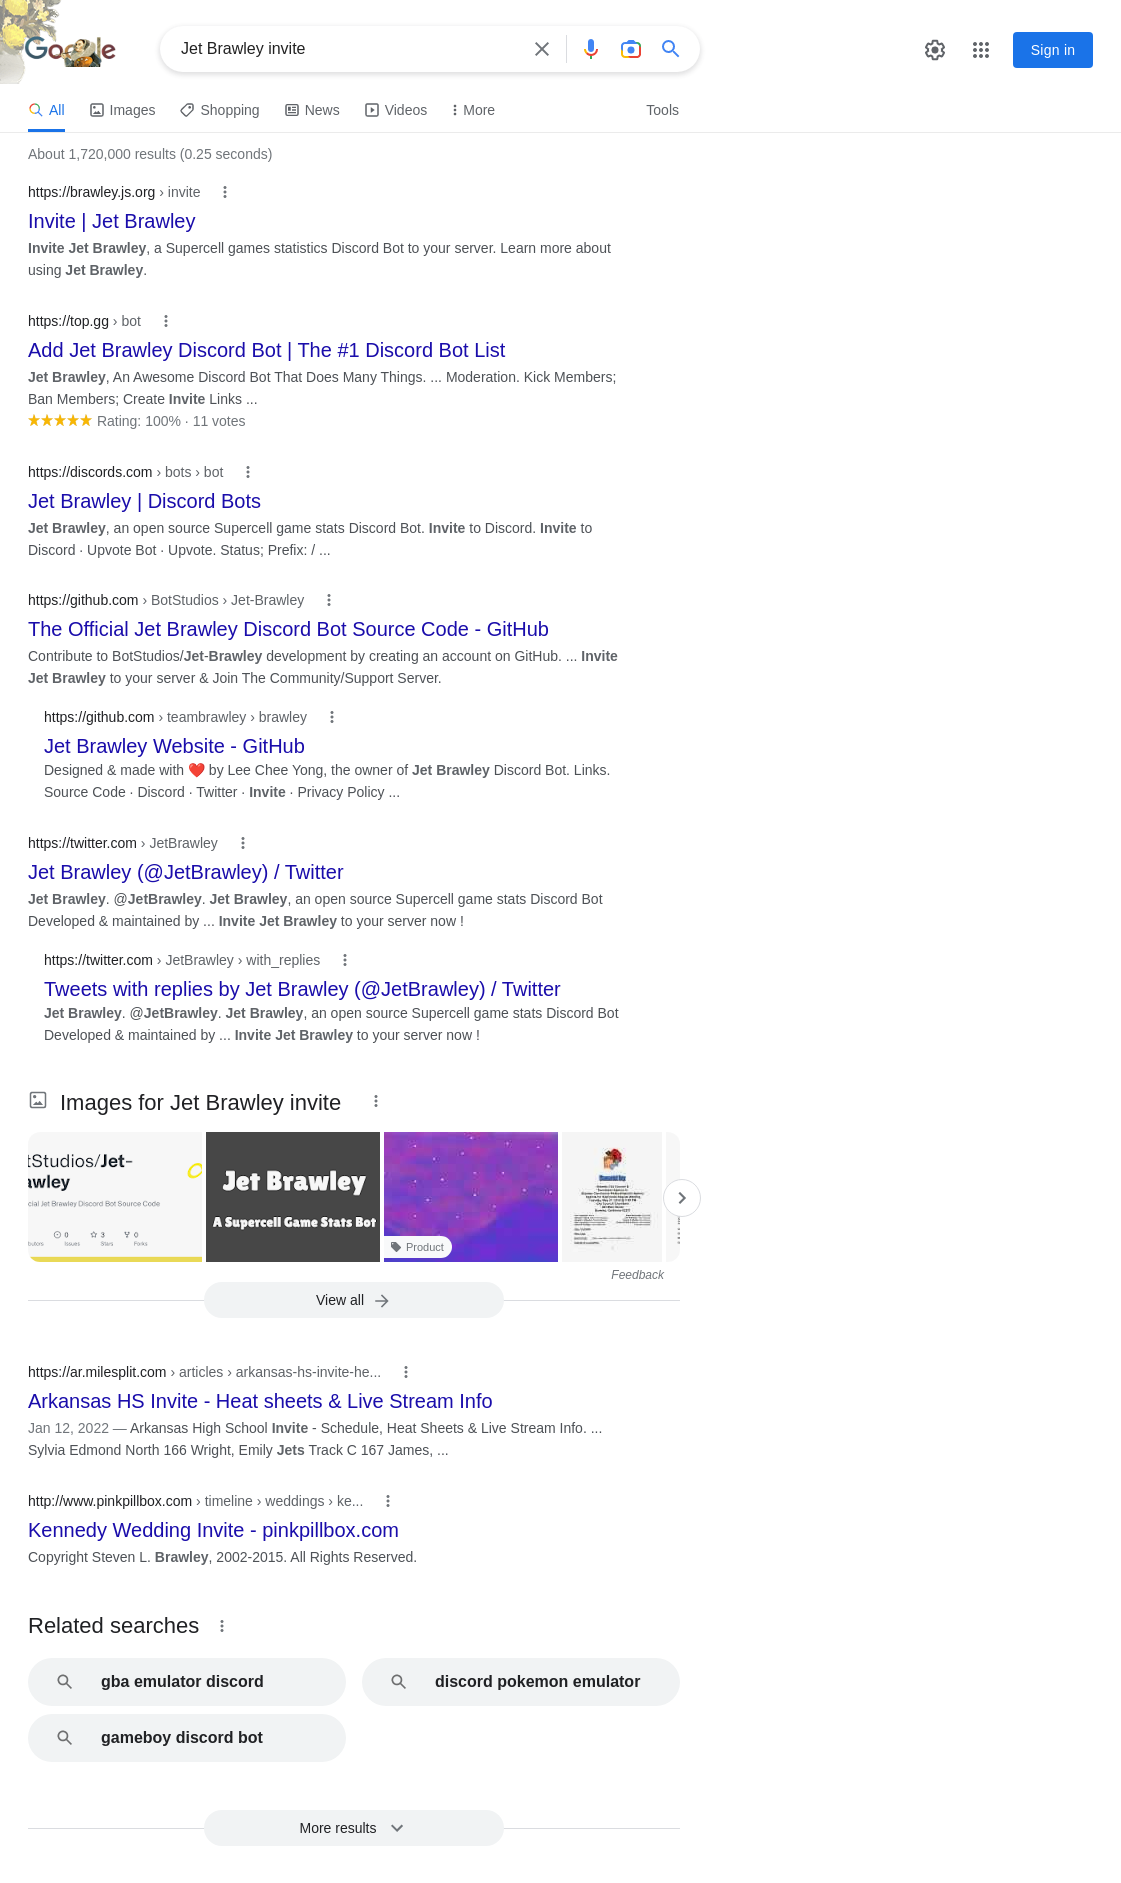 Google
Jet Brawley invite
Sign in
All
Images
Shopping
News
Videos
More
Tools
About 1,720,000 results (0.25 seconds)
https://brawley.js.org › invite
Invite | Jet Brawley
Invite Jet Brawley, a Supercell games statistics Discord Bot to your server. Learn more about
using Jet Brawley.
https://top.gg › bot
Add Jet Brawley Discord Bot | The #1 Discord Bot List
Jet Brawley, An Awesome Discord Bot That Does Many Things. ... Moderation. Kick Members;
Ban Members; Create Invite Links ...
Rating: 100% · 11 votes
https://discords.com › bots › bot
Jet Brawley | Discord Bots
Jet Brawley, an open source Supercell game stats Discord Bot. Invite to Discord. Invite to
Discord · Upvote Bot · Upvote. Status; Prefix: / ...
https://github.com › BotStudios › Jet-Brawley
The Official Jet Brawley Discord Bot Source Code - GitHub
Contribute to BotStudios/Jet-Brawley development by creating an account on GitHub. ... Invite
Jet Brawley to your server & Join The Community/Support Server.
https://github.com › teambrawley › brawley
Jet Brawley Website - GitHub
Designed & made with ❤️ by Lee Chee Yong, the owner of Jet Brawley Discord Bot. Links.
Source Code · Discord · Twitter · Invite · Privacy Policy ...
https://twitter.com › JetBrawley
Jet Brawley (@JetBrawley) / Twitter
Jet Brawley. @JetBrawley. Jet Brawley, an open source Supercell game stats Discord Bot
Developed & maintained by ... Invite Jet Brawley to your server now !
https://twitter.com › JetBrawley › with_replies
Tweets with replies by Jet Brawley (@JetBrawley) / Twitter
Jet Brawley. @JetBrawley. Jet Brawley, an open source Supercell game stats Discord Bot
Developed & maintained by ... Invite Jet Brawley to your server now !
Images for Jet Brawley invite
tStudios/Jet-
awley
cial Jet Brawley Discord Bot Source Code
0
Issues
3
Stars
0
Forks
Jet Brawley
A Supercell Game Stats Bot
Product
Feedback
View all
https://ar.milesplit.com › articles › arkansas-hs-invite-he...
Arkansas HS Invite - Heat sheets & Live Stream Info
Jan 12, 2022 — Arkansas High School Invite - Schedule, Heat Sheets & Live Stream Info. ...
Sylvia Edmond North 166 Wright, Emily Jets Track C 167 James, ...
http://www.pinkpillbox.com › timeline › weddings › ke...
Kennedy Wedding Invite - pinkpillbox.com
Copyright Steven L. Brawley, 2002-2015. All Rights Reserved.
Related searches
gba emulator discord
discord pokemon emulator
gameboy discord bot
More results